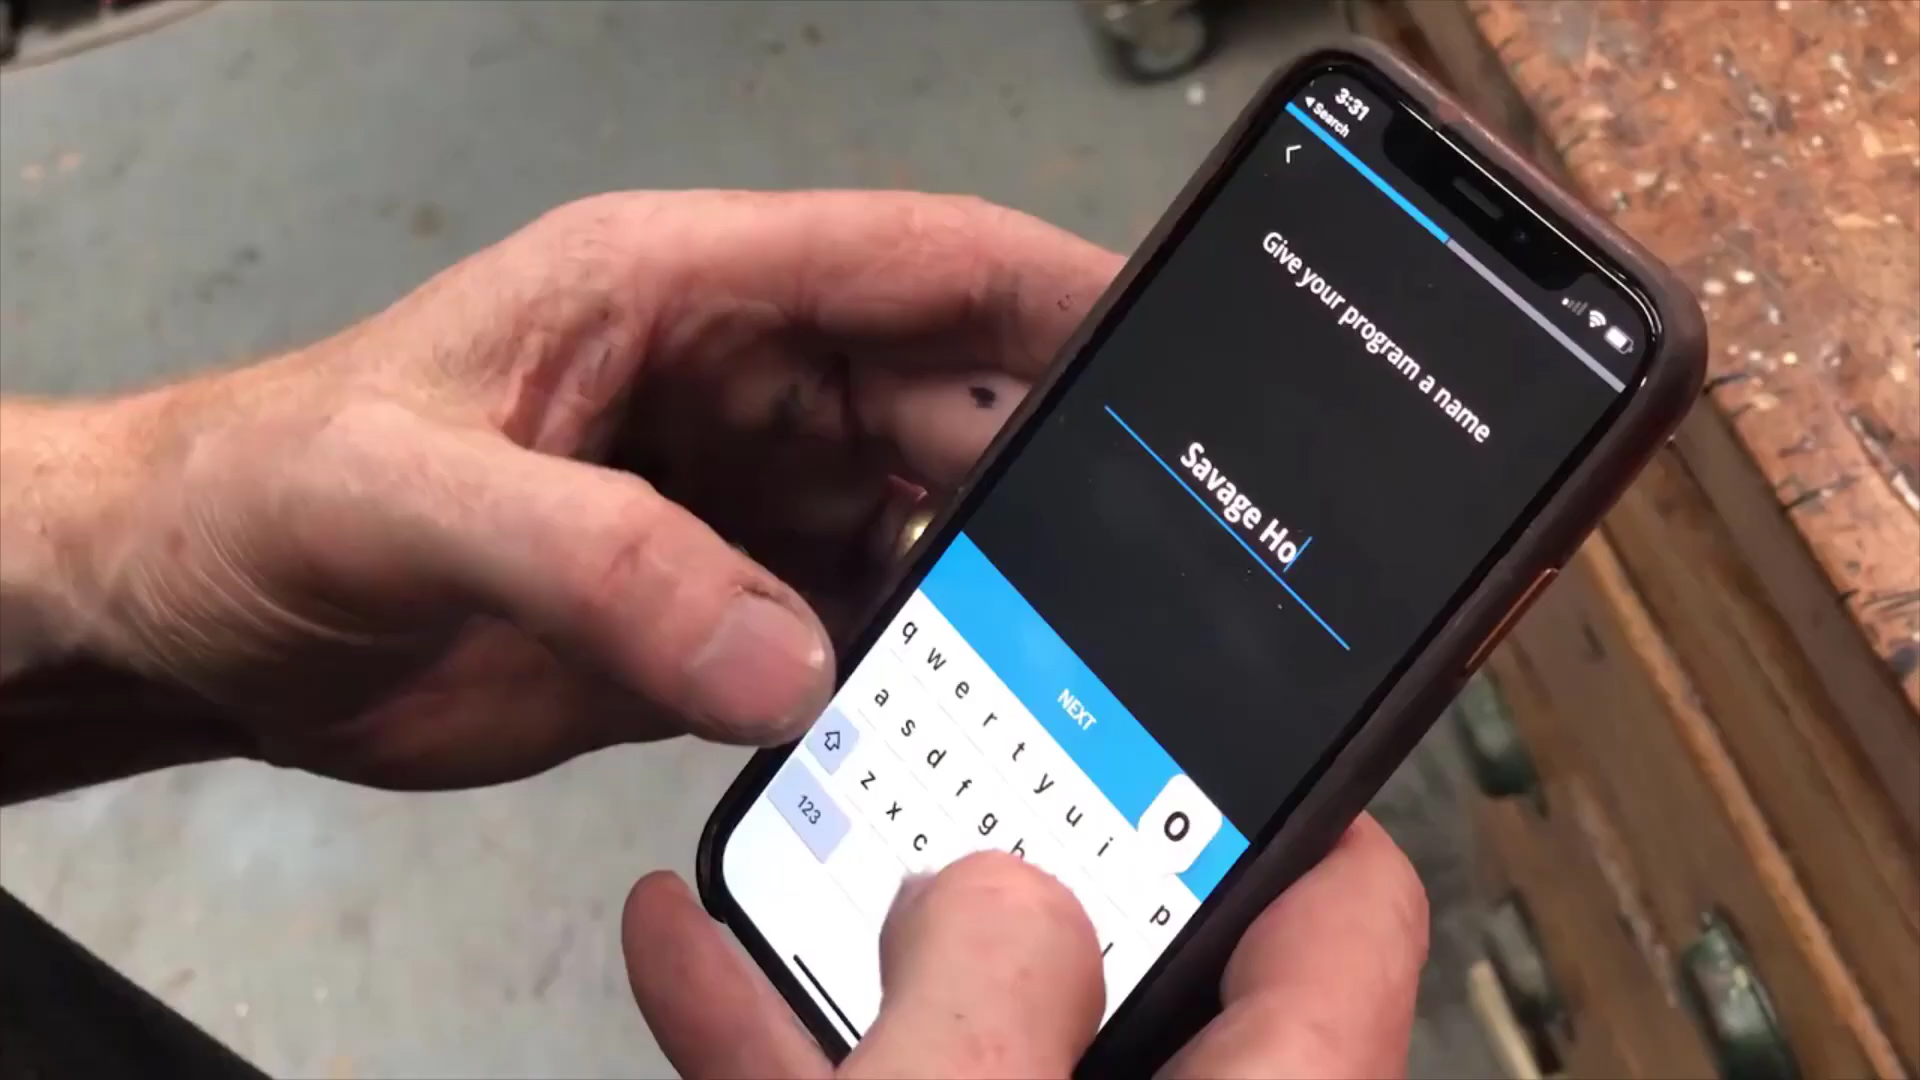 3:31
Search
Give your program a name
Savage Ho
NEXT
q w e r t y u i o p
a s d f g h
z x c
123